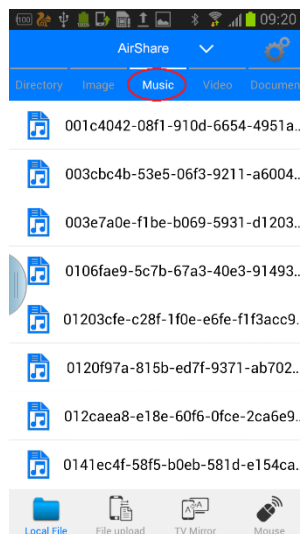 100 09:20
AirShare
Directory Image Music Video Documen
001c4042-08f1-910d-6654-4951a..
003cbc4b-53e5-06f3-9211-a6004..
003e7a0e-f1be-b069-5931-d1203..
0106fae9-5c7b-67a3-40e3-91493..
01203cfe-c28f-1f0e-e6fe-f1f3acc9.
0120f97a-815b-ed7f-9371-ab702..
012caea8-e18e-60f6-0fce-2ca6e9..
0141ec4f-58f5-b0eb-581d-e154ca.
Local File File upload TV Mirror Mouse